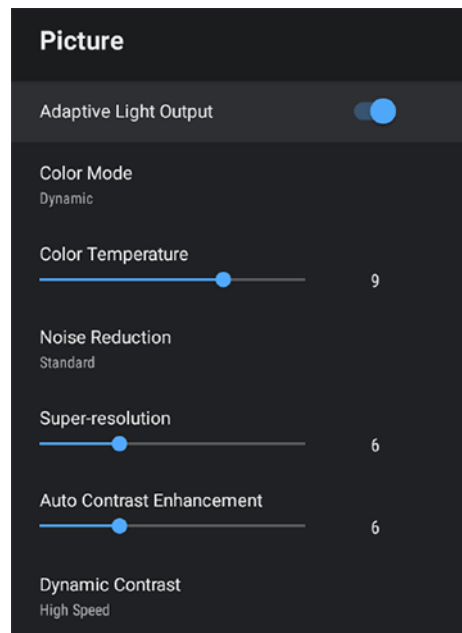 Picture
Adaptive Light Output
Color Mode
Dynamic
Color Temperature
9
Noise Reduction
Standard
Super-resolution
6
Auto Contrast Enhancement
6
Dynamic Contrast
High Speed